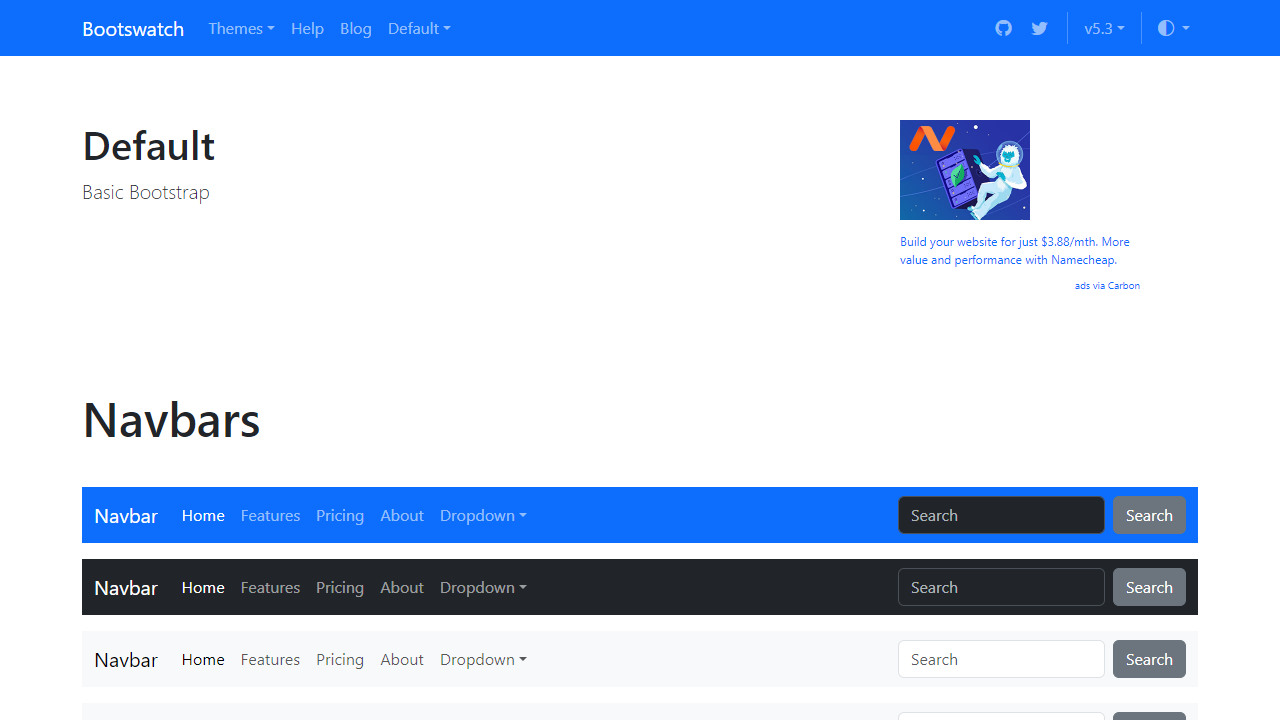 Bootswatch Themes Help Blog Default v5.3
Default
Basic Bootstrap
Build your website for just $3.88/mth. More
value and performance with Namecheap.
ads via Carbon
Navbars
Navbar Home Features Pricing About Dropdown Search Search
Navbar Home Features Pricing About Dropdown Search Search
Navbar Home Features Pricing About Dropdown Search Search